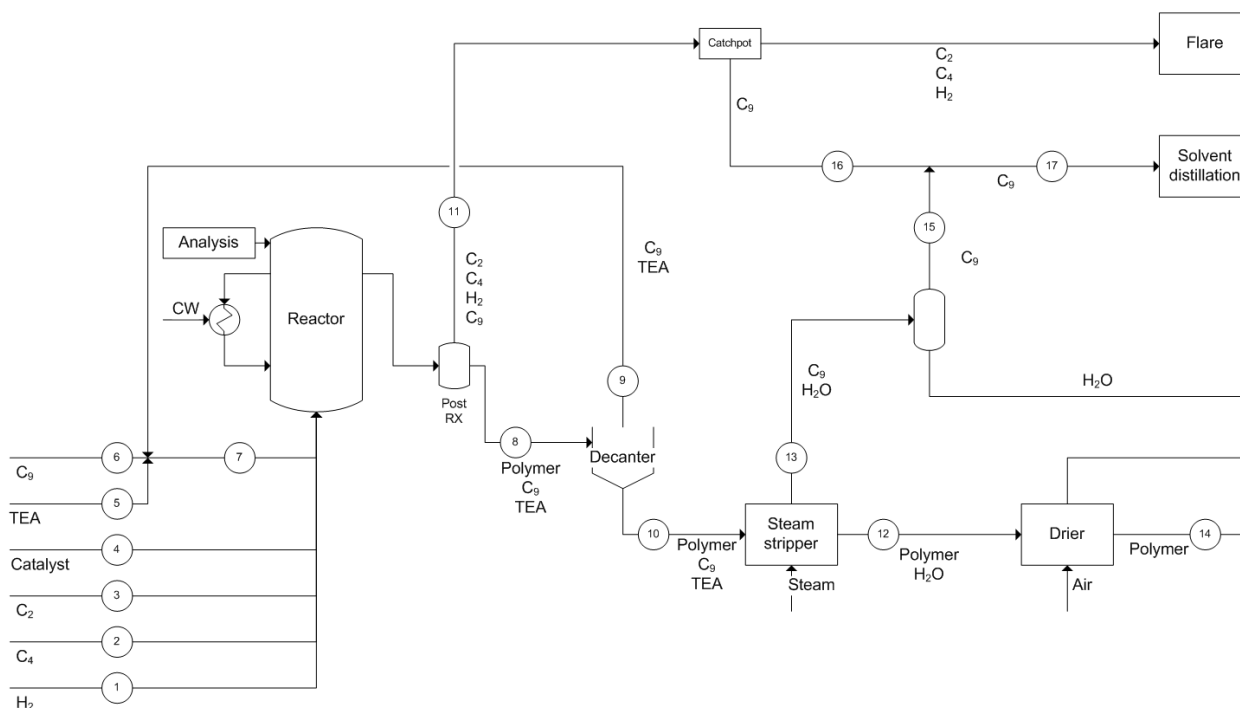 Catchpot
Flare
C₂
C₄
H₂
C₉
16
17
C₉
Solvent
distillation
11
15
C₉
Analysis
C₂
C₄
H₂
C₉
C₉
TEA
CW
Reactor
C₉
H₂O
H₂O
9
Post
RX
6
7
8
Decanter
13
C₉
Polymer
C₉
TEA
5
TEA
10
Polymer
C₉
TEA
Steam
stripper
12
Polymer
H₂O
Drier
Polymer
14
4
Catalyst
Steam
Air
3
C₂
2
C₄
1
H₂